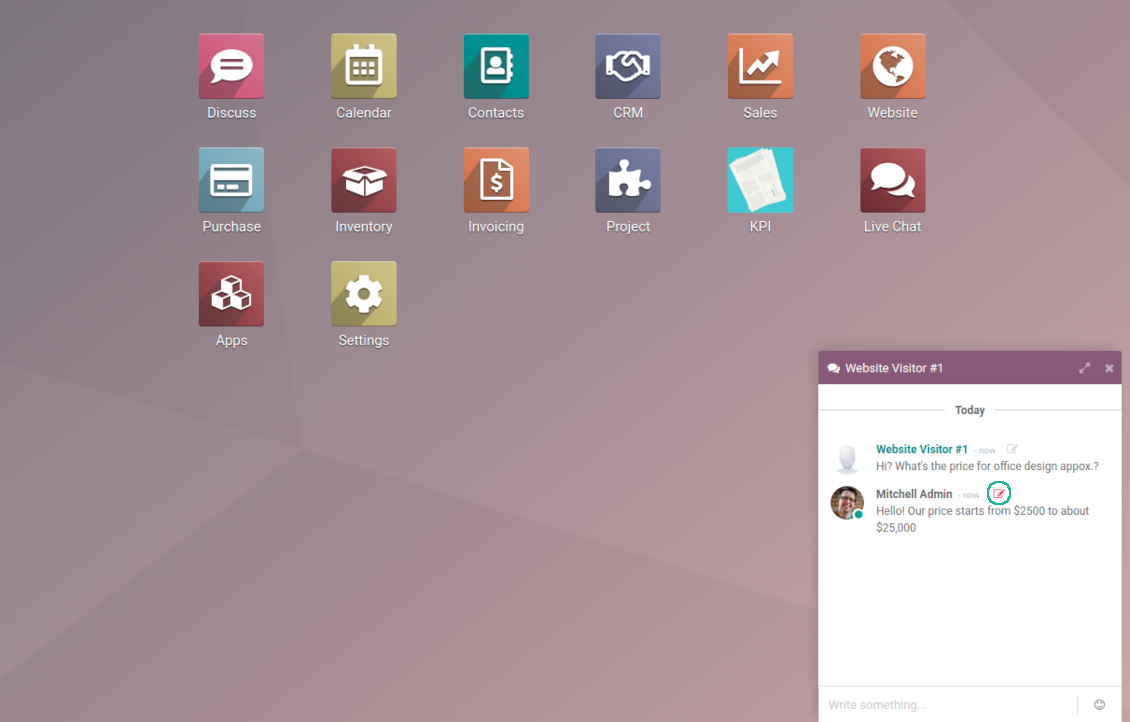 Discuss
Calendar
Contacts
CRM
Sales
Website
Purchase
Inventory
Invoicing
Project
KPI
Live Chat
Apps
Settings
Website Visitor #1
Today
Website Visitor #1 - now
Hi? What's the price for office design appox.?
Mitchell Admin - now
Hello! Our price starts from $2500 to about
$25,000
Write something...